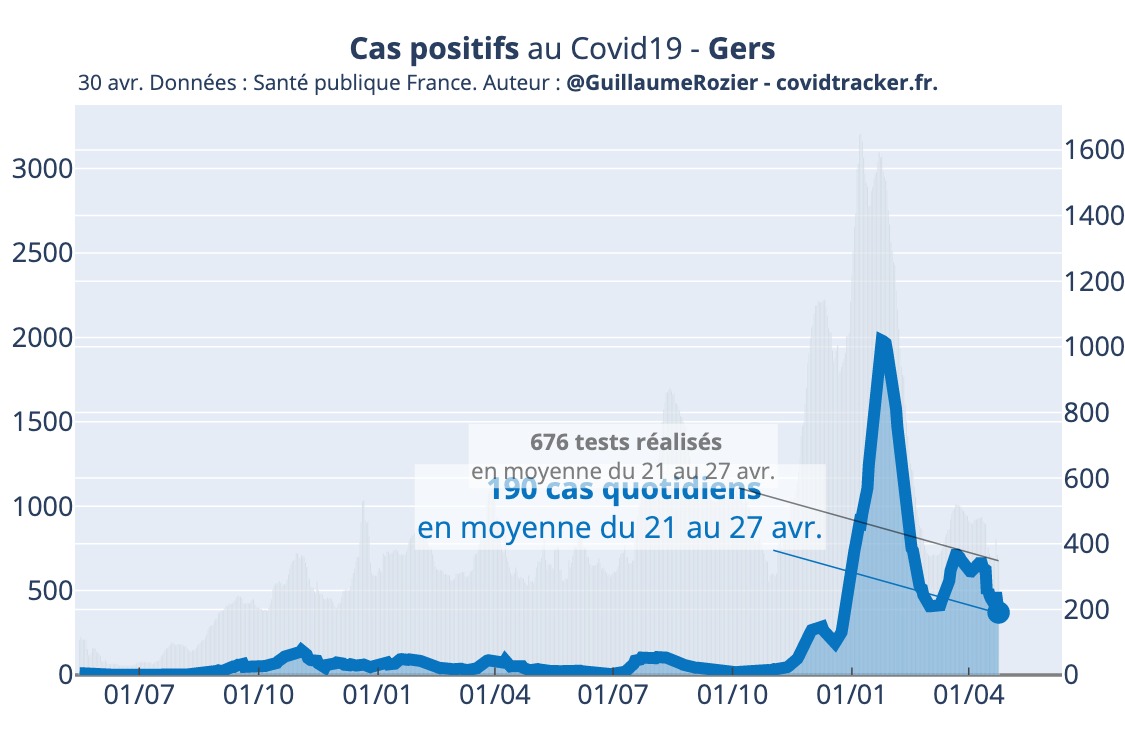 Cas positifs au Covid19 - Gers
30 avr. Données : Santé publique France. Auteur : @GuillaumeRozier - covidtracker.fr.
3000
2500
2000
1500
1000
500
0
1600
1400
1200
1000
800
600
400
200
0
676 tests réalisés
en moyenne du 21 au 27 avr.
190 cas quotidiens
en moyenne du 21 au 27 avr.
01/07 01/10 01/01 01/04 01/07 01/10 01/01 01/04